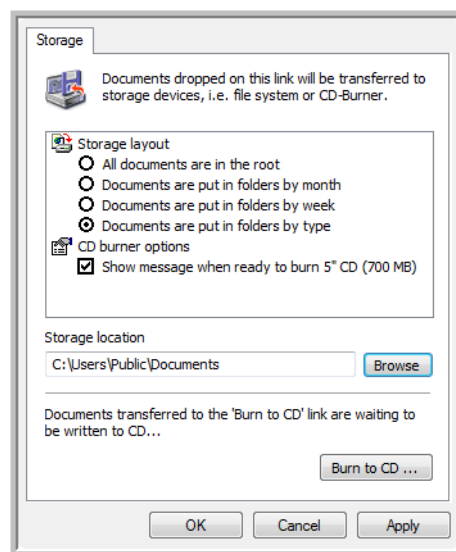 Storage
Documents dropped on this link will be transferred to
storage devices, i.e. file system or CD-Burner.
Storage layout
All documents are in the root
Documents are put in folders by month
Documents are put in folders by week
Documents are put in folders by type
CD burner options
Show message when ready to burn 5" CD (700 MB)
Storage location
C:\Users\Public\Documents
Browse
Documents transferred to the 'Burn to CD' link are waiting to
be written to CD...
Burn to CD ...
OK
Cancel
Apply